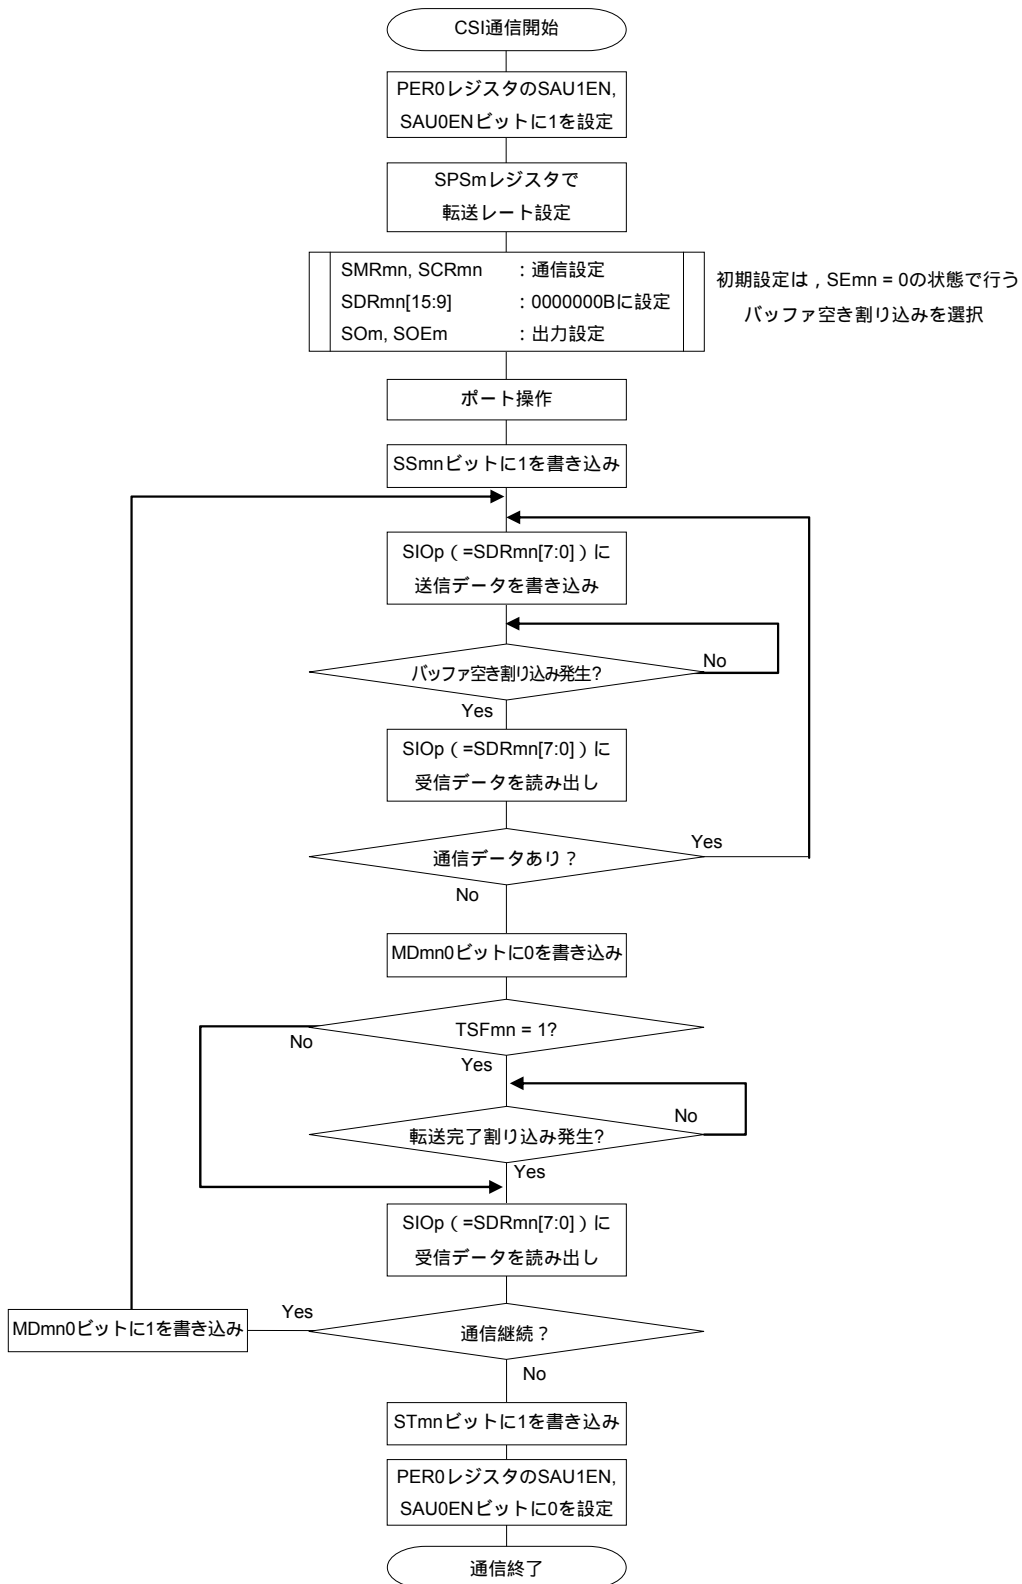 CSI通信開始
PER0レジスタのSAU1EN,
SAU0ENビットに1を設定
SPSmレジスタで
転送レート設定
SMRmn, SCRmn : 通信設定
SDRmn[15:9] : 0000000Bに設定
SOm, SOEm : 出力設定
初期設定は，SEmn = 0の状態で行う
バッファ空き割り込みを選択
ポート操作
SSmnビットに1を書き込み
SIOp（=SDRmn[7:0]）に
送信データを書き込み
バッファ空き割り込み発生?
No
Yes
SIOp（=SDRmn[7:0]）に
受信データを読み出し
通信データあり？
Yes
No
MDmn0ビットに0を書き込み
TSFmn = 1?
No
Yes
転送完了割り込み発生?
No
Yes
SIOp（=SDRmn[7:0]）に
受信データを読み出し
通信継続？
Yes
MDmn0ビットに1を書き込み
No
STmnビットに1を書き込み
PER0レジスタのSAU1EN,
SAU0ENビットに0を設定
通信終了